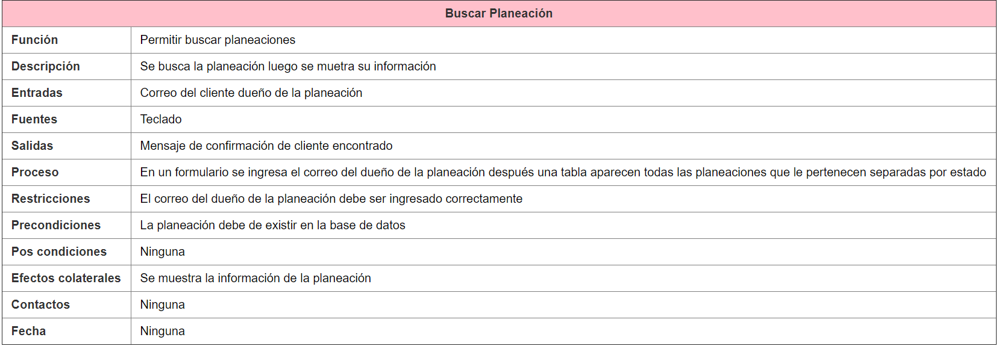 Buscar Planeación
Función Permitir buscar planeaciones
Descripción Se busca la planeación luego se muetra su información
Entradas Correo del cliente dueño de la planeación
Fuentes Teclado
Salidas Mensaje de confirmación de cliente encontrado
Proceso En un formulario se ingresa el correo del dueño de la planeación después una tabla aparecen todas las planeaciones que le pertenecen separadas por estado
Restricciones El correo del dueño de la planeación debe ser ingresado correctamente
Precondiciones La planeación debe de existir en la base de datos
Pos condiciones Ninguna
Efectos colaterales Se muestra la información de la planeación
Contactos Ninguna
Fecha Ninguna